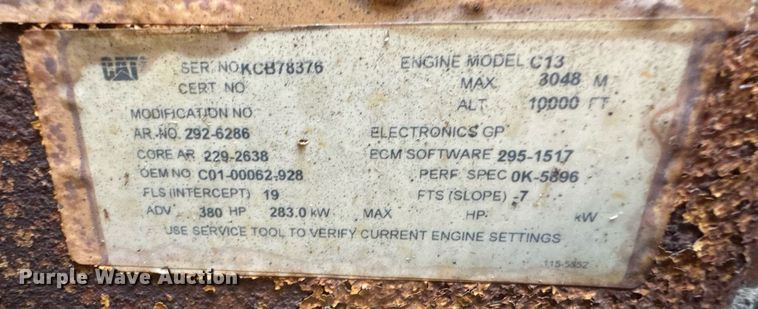 CAT SER. NO. KCB78376 ENGINE MODEL C13
CERT NO MAX 3048 M
ALT. 10000 FT
MODIFICATION NO
AR-NO. 292-6286 ELECTRONICS GP
CORE AR 229-2638 ECM SOFTWARE 295-1517
OEM NO C01-00062-928 PERF. SPEC 0K-5896
FLS (INTERCEPT) 19 FTS (SLOPE) -7
ADV 380 HP 283.0 kW MAX HP kW
USE SERVICE TOOL TO VERIFY CURRENT ENGINE SETTINGS
115-5852
Purple Wave Auction